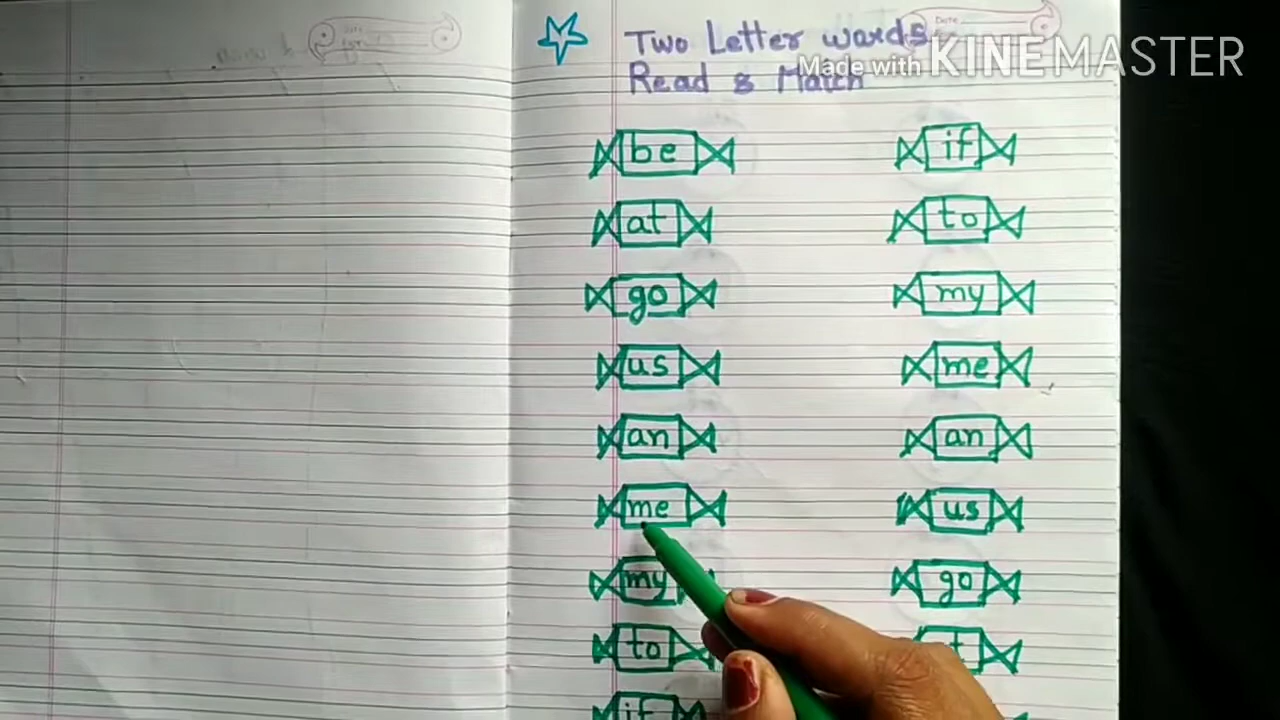 Two Letter words.
Made with KINEMASTER
Read & Match
be if
at to
go my
us me
an an
me us
my go
to
if